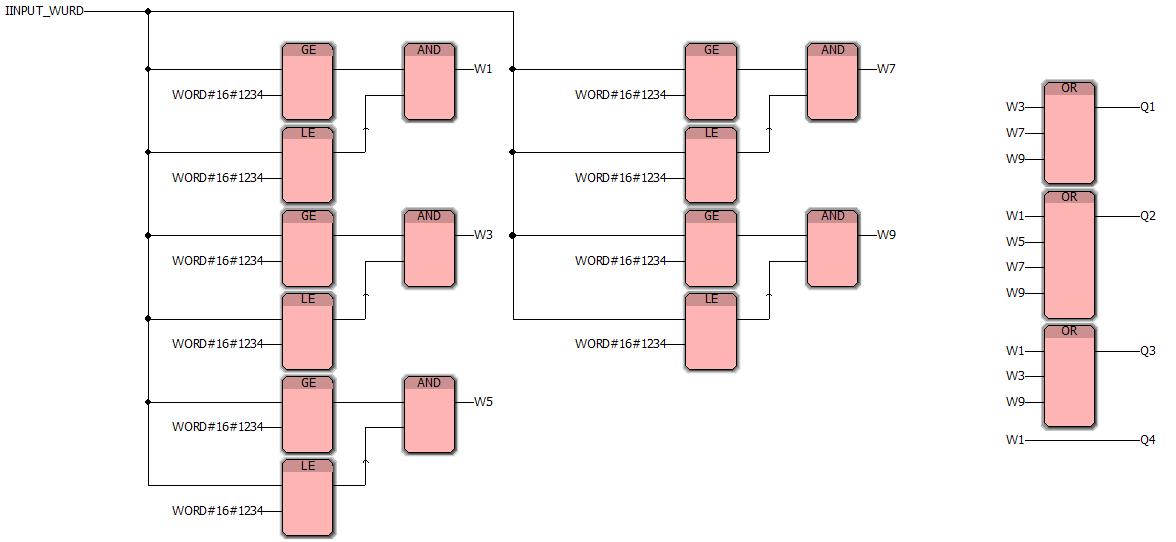 IINPUT_WURD
GE AND W1
WORD#16#1234
LE
WORD#16#1234
GE AND W3
WORD#16#1234
LE
WORD#16#1234
GE AND W5
WORD#16#1234
LE
WORD#16#1234
GE AND W7
WORD#16#1234
LE
WORD#16#1234
GE AND W9
WORD#16#1234
LE
WORD#16#1234
OR
W3 Q1
W7
W9
OR
W1 Q2
W5
W7
W9
OR
W1 Q3
W3
W9
W1 Q4